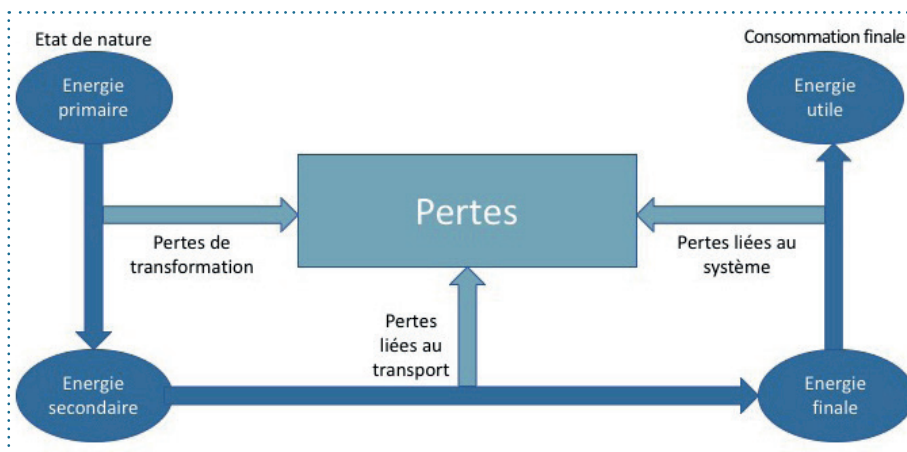 Etat de nature
Energie
primaire
Consommation finale
Energie
utile
Pertes
Pertes de
transformation
Pertes liées au
système
Pertes
liées au
transport
Energie
secondaire
Energie
finale